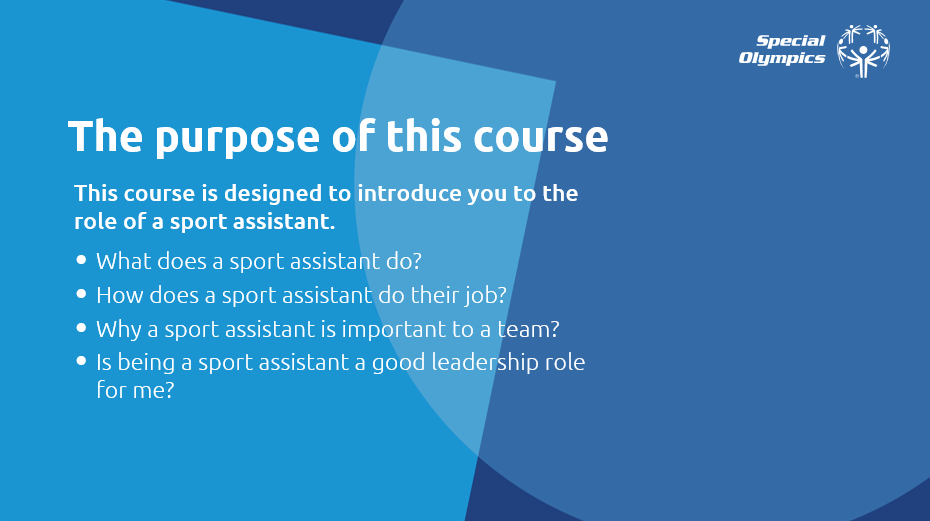 Special
Olympics
The purpose of this course
This course is designed to introduce you to the
role of a sport assistant.
• What does a sport assistant do?
• How does a sport assistant do their job?
• Why a sport assistant is important to a team?
• Is being a sport assistant a good leadership role
for me?